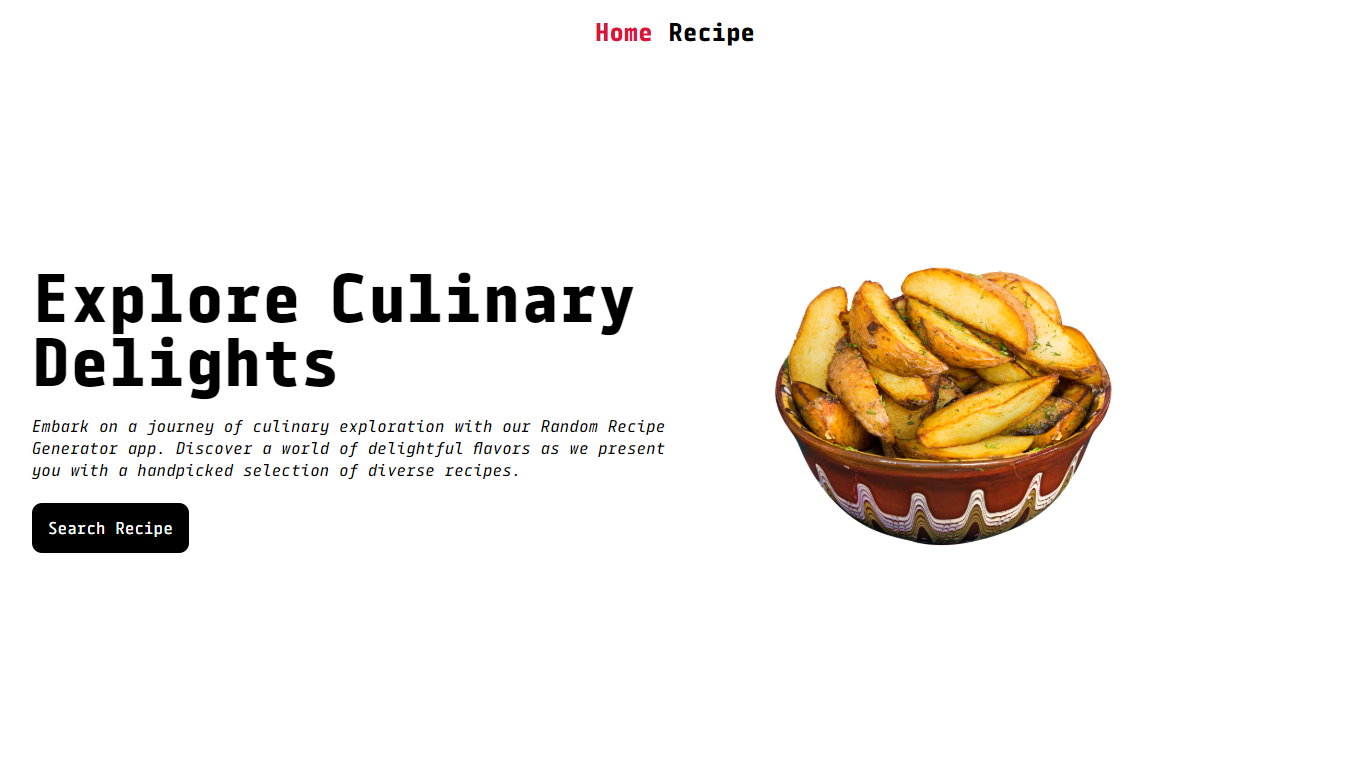 Home Recipe
Explore Culinary
Delights
Embark on a journey of culinary exploration with our Random Recipe
Generator app. Discover a world of delightful flavors as we present
you with a handpicked selection of diverse recipes.
Search Recipe